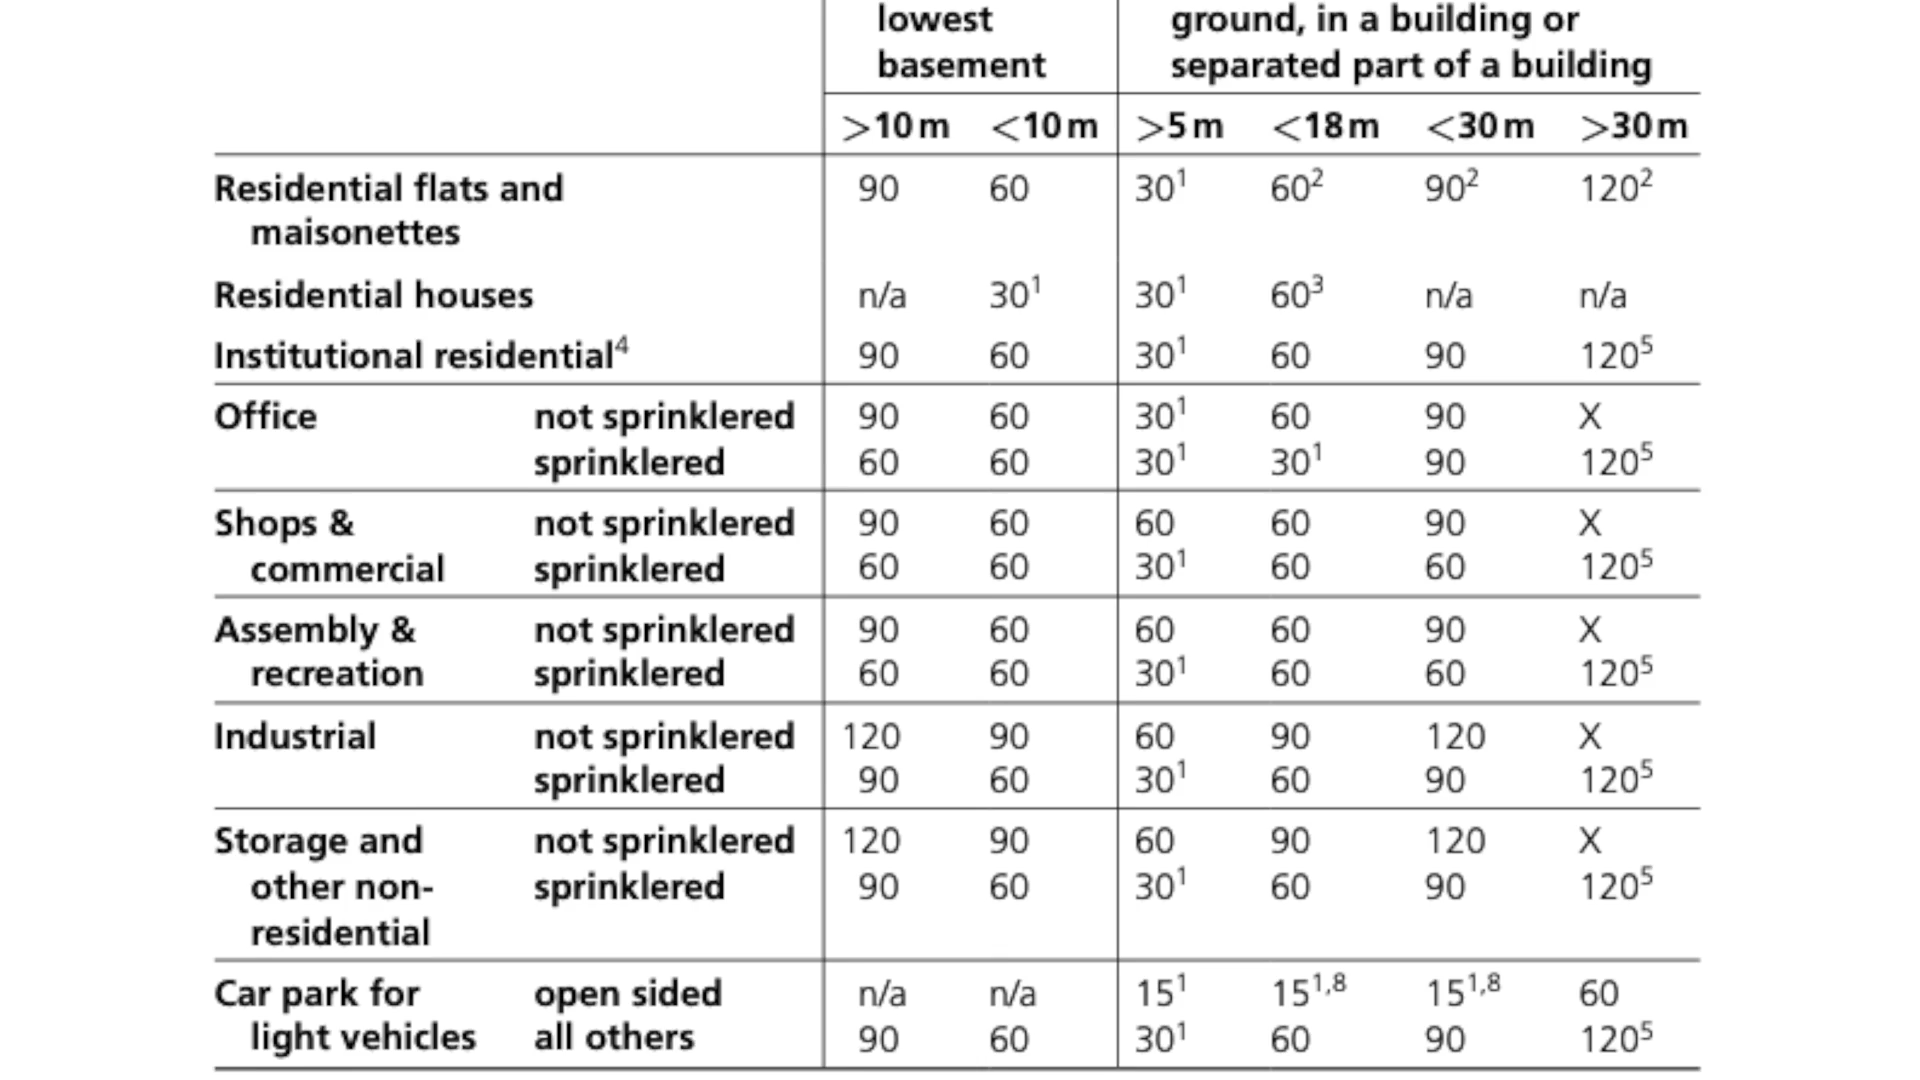 lowest ground, in a building or
basement separated part of a building
>10 m <10 m >5 m <18 m <30 m >30 m
Residential flats and 90 60 30¹ 60² 90² 120²
maisonettes
Residential houses n/a 30¹ 30¹ 60³ n/a n/a
Institutional residential⁴ 90 60 30¹ 60 90 120⁵
Office not sprinklered 90 60 30¹ 60 90 X
sprinklered 60 60 30¹ 30¹ 90 120⁵
Shops & not sprinklered 90 60 60 60 90 X
commercial sprinklered 60 60 30¹ 60 60 120⁵
Assembly & not sprinklered 90 60 60 60 90 X
recreation sprinklered 60 60 30¹ 60 60 120⁵
Industrial not sprinklered 120 90 60 90 120 X
sprinklered 90 60 30¹ 60 90 120⁵
Storage and not sprinklered 120 90 60 90 120 X
other non- sprinklered 90 60 30¹ 60 90 120⁵
residential
Car park for open sided n/a n/a 15¹ 15¹,⁸ 15¹,⁸ 60
light vehicles all others 90 60 30¹ 60 90 120⁵